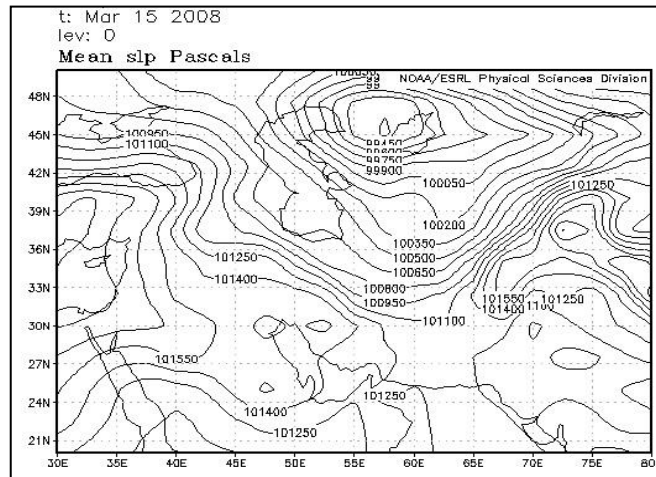 t: Mar 15 2008
lev: 0
Mean slp Pascals
NOAA/ESRL Physical Sciences Division
48N
45N
42N
39N
36N
33N
30N
27N
24N
21N
100950
101100
99450
99750
99900
100050
101250
100200
100350
100500
100650
100800
100950
101100
101250
101400
101550
101250
101400
101550
101400
101250
101250
30E 35E 40E 45E 50E 55E 60E 65E 70E 75E 80